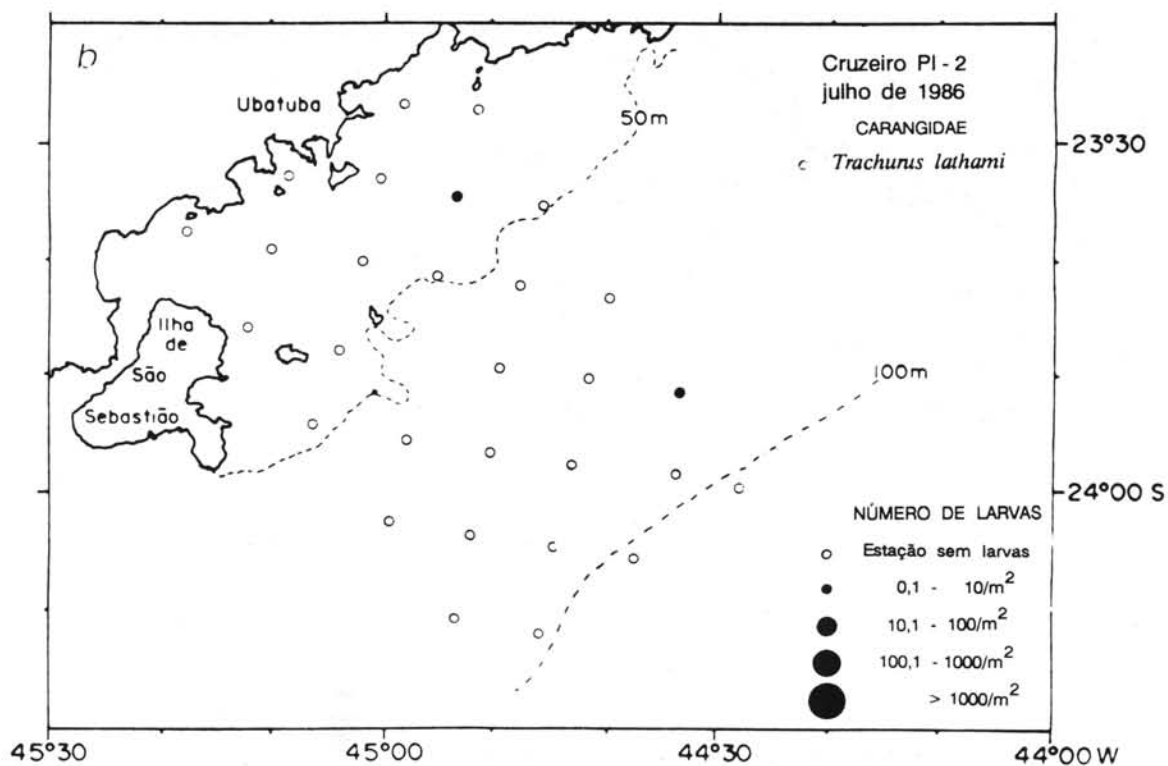 b
Cruzeiro PI - 2
julho de 1986
CARANGIDAE
Trachurus lathami
Ubatuba
50m
23°30
Ilha
de
São
Sebastião
100m
24°00 S
NÚMERO DE LARVAS
Estação sem larvas
0,1 - 10/m²
10,1 - 100/m²
100,1 - 1000/m²
> 1000/m²
45°30
45°00
44°30
44°00 W